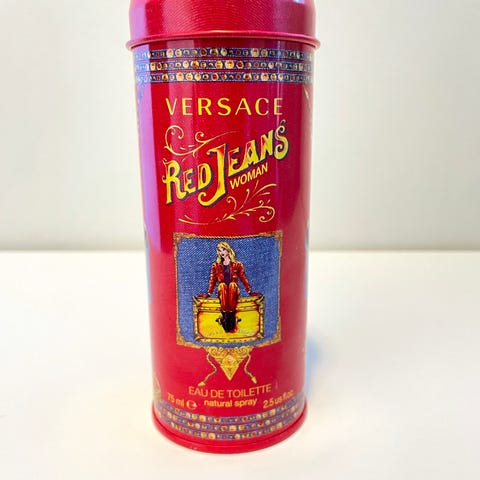 VERSACE
RED JEANS
WOMAN
EAU DE TOILETTE
75 ml ℮ natural spray 2.5 us fl.oz